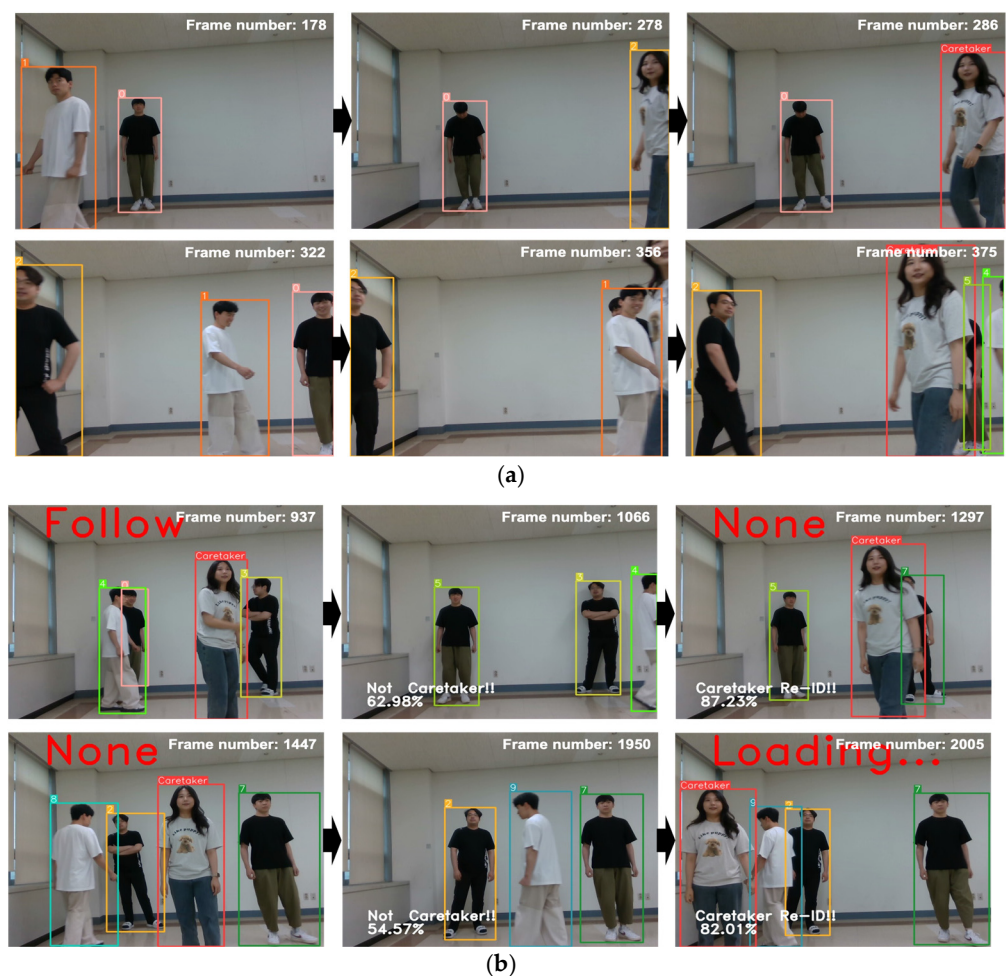 Frame number: 178
1
0
Frame number: 278
2
0
Frame number: 286
Caretaker
0
Frame number: 322
2
1
0
Frame number: 356
2
1
Frame number: 375
Caretaker
2
5
4
(a)
Follow
Frame number: 937
Caretaker
4
0
3
Frame number: 1066
5
3
4
Not Caretaker!!
62.98%
None
Frame number: 1297
Caretaker
5
7
Caretaker Re-ID!!
87.23%
None
Frame number: 1447
Caretaker
8
2
7
Frame number: 1950
2
9
7
Not Caretaker!!
54.57%
Loading...
Frame number: 2005
Caretaker
9
2
7
Caretaker Re-ID!!
82.01%
(b)